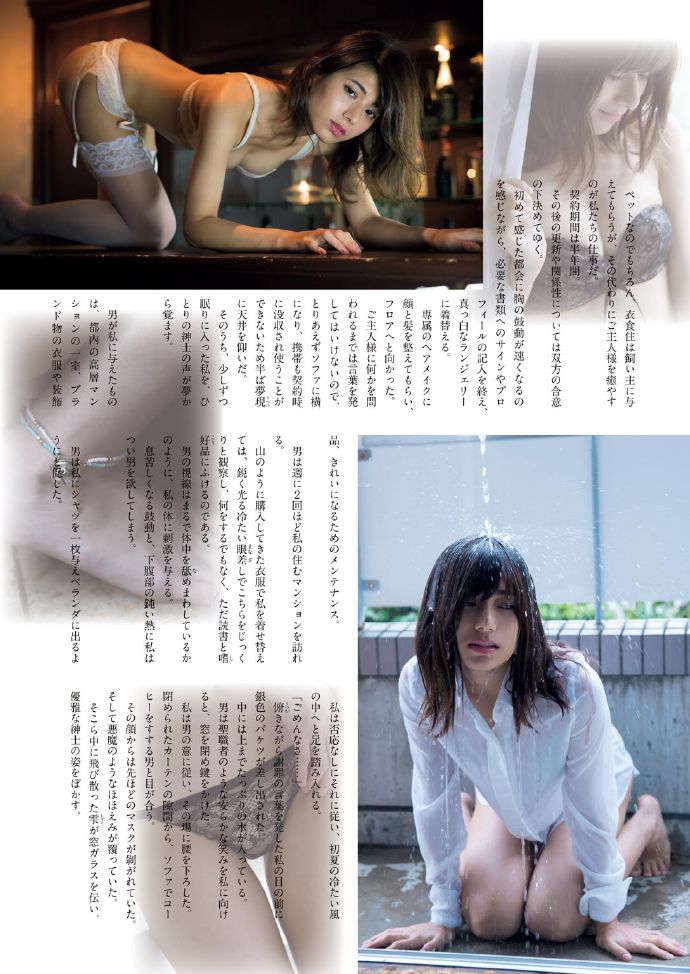 ペットなのでもちろん、衣食住は飼い主に与
えてもらうが、その代わりにご主人様を癒やす
のが私たちの仕事だ。
契約期間は半年間。
その後の更新や関係性については双方の合意
の下決めてゆく。
初めて感じた都会に胸の鼓動が速くなるの
を感じながら、必要な書類へのサインやプロ
フィールの記入を終え、
真っ白なランジェリー
に着替える。
専属のヘアメイクに
顔と髪を整えてもらい、
フロアへと向かった。
ご主人様に何かを問
われるまでは言葉を発
してはいけないので、
とりあえずソファに横
になり、携帯も契約時
に没収され使うことが
できないため半ば夢現
に天井を仰いだ。
そのうち、少しずつ
眠りに入った私を、ひ
とりの紳士の声が夢か
ら覚ます。
男が私に与えたもの
は、都内の高層マン
ションの一室、ブラ
ンド物の衣服や装飾
品、きれいになるためのメンテナンス。
男は週に2回ほど私の住むマンションを訪れ
る。
山のように購入してきた衣服で私を着せ替え
ては、鋭く光る冷たい眼差しでこちらをじっく
りと観察し、何をするでもなく、ただ読書と嗜
好品にふけるのである。
男の視線はまるで体中を舐めまわしているか
のように、私の体に刺激を与える。
息苦しくなる鼓動と、下腹部の鈍い熱に私は
つい男を欲してしまう。
男は私にシャツを一枚与えベランダに出るよ
うにと促した。
私は否応なしにそれに従い、初夏の冷たい風
の中へと足を踏み入れる。
「ごめんなさ……」
俯きながら謝罪の言葉を発した私の目の前に
銀色のバケツが差し出された。
中には上までたっぷりの水が入っている。
男は聖職者のような安らかな笑みを私に向け
ると、窓を閉め鍵をかけた。
私は男の意に従い、その場に腰を下ろした。
閉められたカーテンの隙間から、ソファでコー
ヒーをすする男と目が合う。
その顔からは先ほどのマスクが剝がれていた。
そして悪魔のようなほほえみが覆っていた。
そこら中に飛び散った雫が窓ガラスを伝い、
優雅な紳士の姿をぼかす。